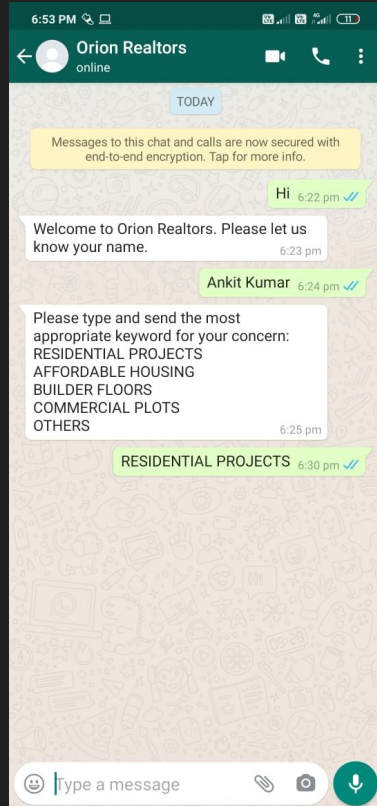 6:53 PM
4G
11
Orion Realtors
online
TODAY
Messages to this chat and calls are now secured with
end-to-end encryption. Tap for more info.
Hi 6:22 pm
Welcome to Orion Realtors. Please let us
know your name.
6:23 pm
Ankit Kumar 6:24 pm
Please type and send the most
appropriate keyword for your concern:
RESIDENTIAL PROJECTS
AFFORDABLE HOUSING
BUILDER FLOORS
COMMERCIAL PLOTS
OTHERS
6:25 pm
RESIDENTIAL PROJECTS 6:30 pm
Type a message